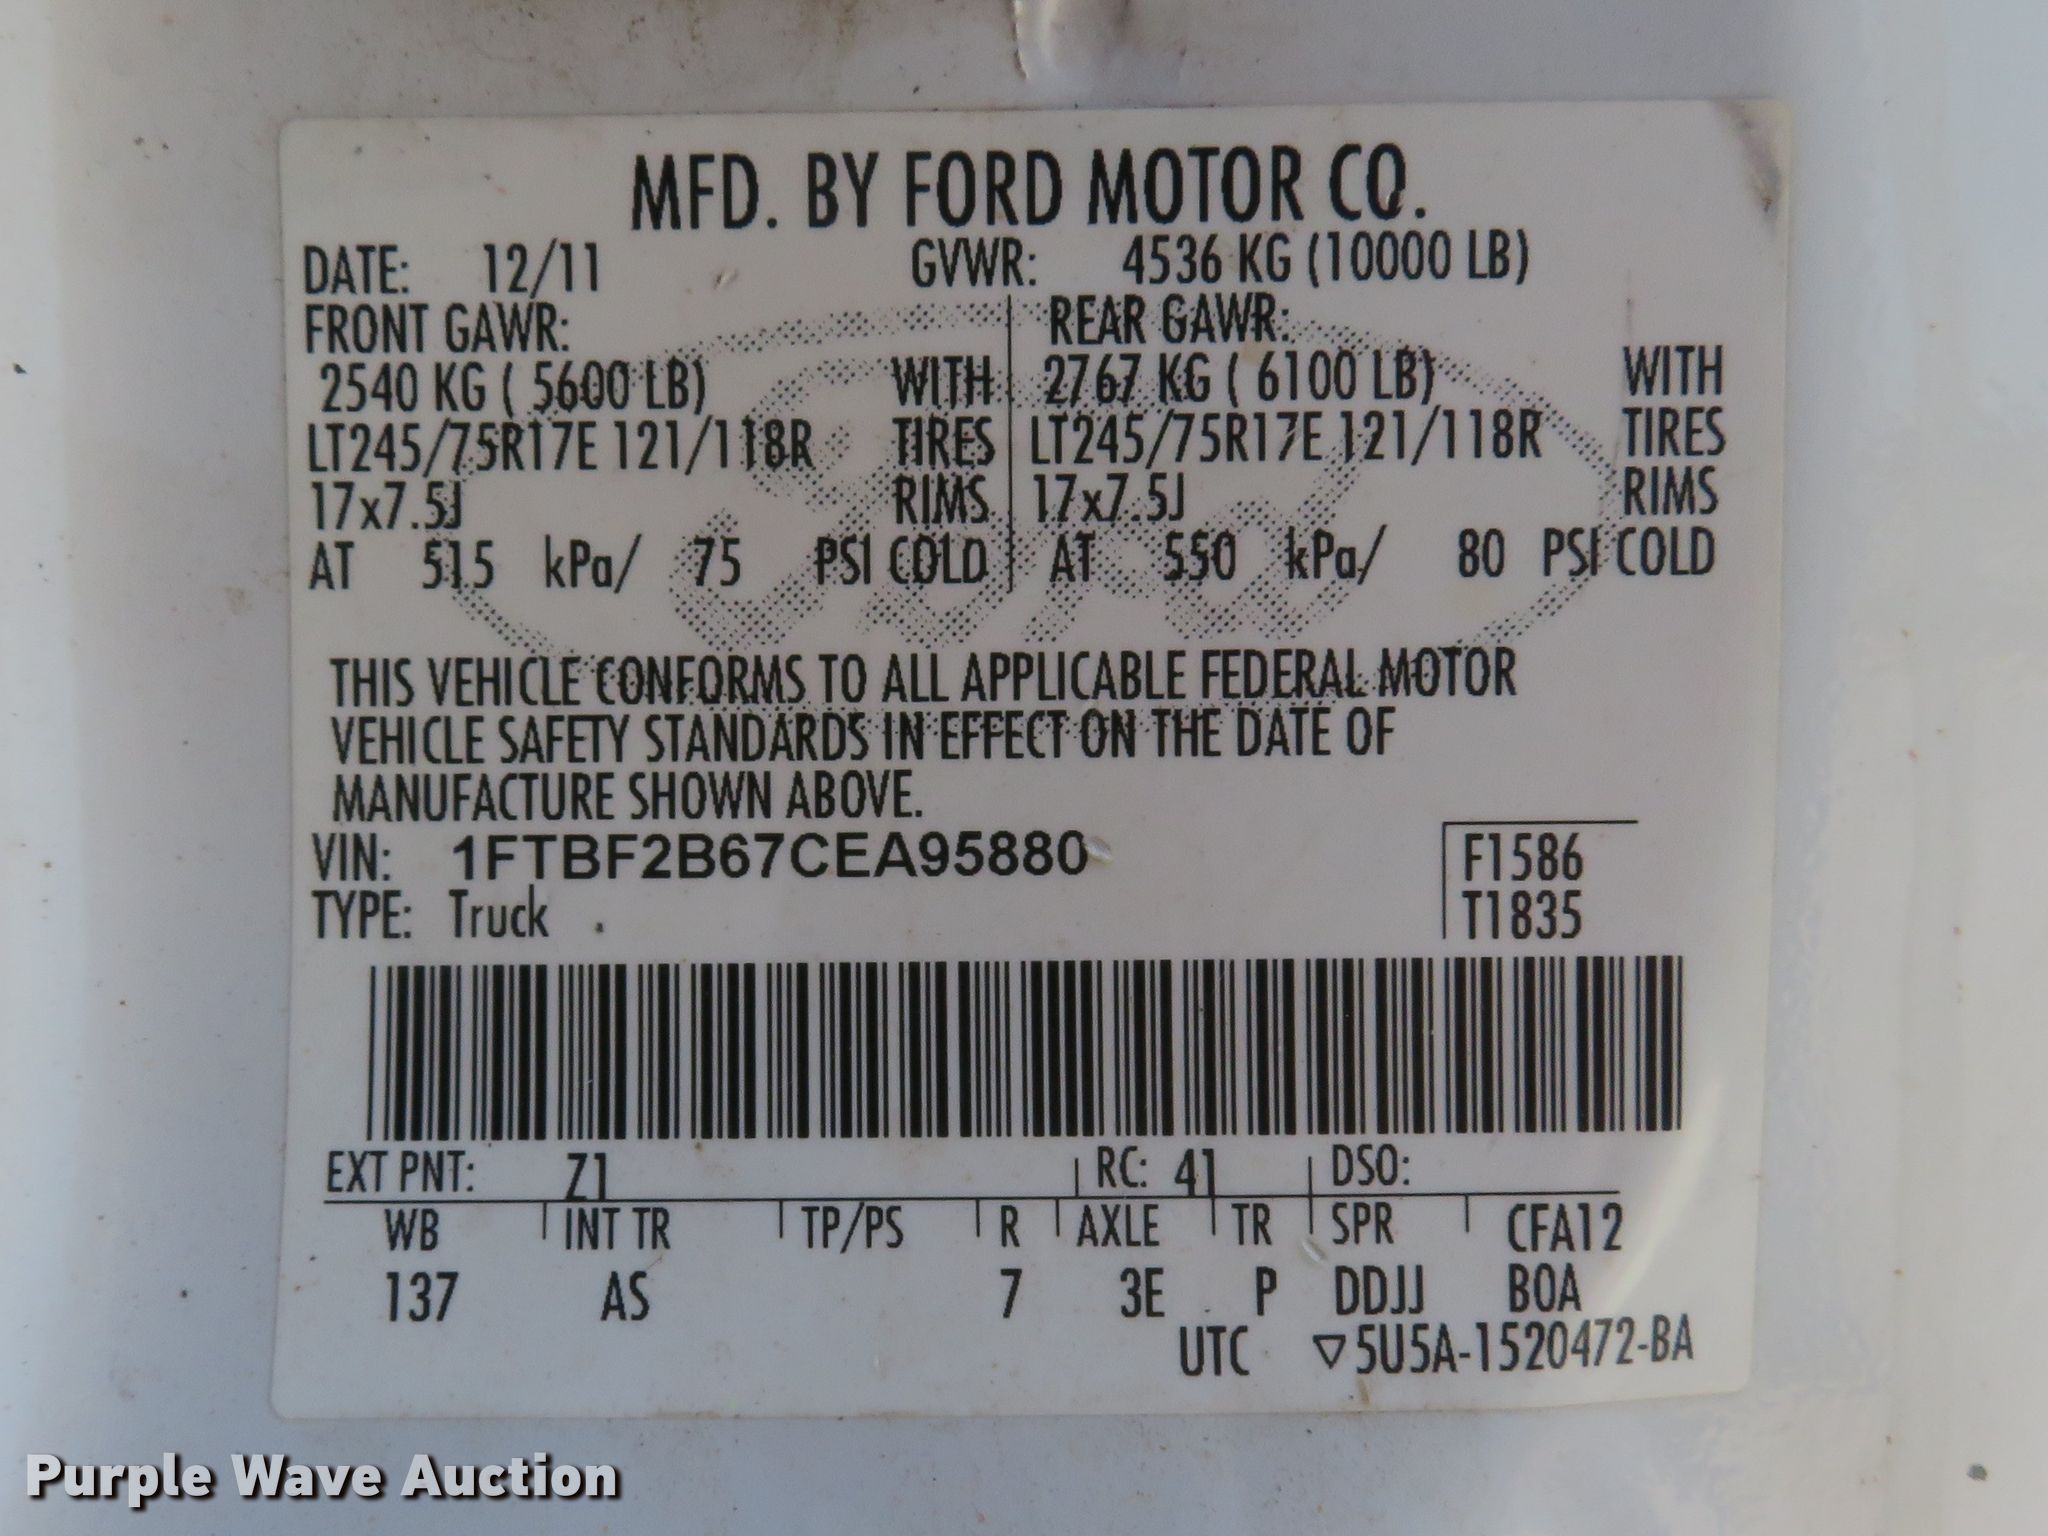 MFD. BY FORD MOTOR CO.
DATE: 12/11 GVWR: 4536 KG (10000 LB)
FRONT GAWR: REAR GAWR:
2540 KG ( 5600 LB) WITH 2767 KG ( 6100 LB) WITH
LT245/75R17E 121/118R TIRES LT245/75R17E 121/118R TIRES
17x7.5J RIMS 17x7.5J RIMS
AT 515 kPa/ 75 PSI COLD AT 550 kPa/ 80 PSI COLD
THIS VEHICLE CONFORMS TO ALL APPLICABLE FEDERAL MOTOR
VEHICLE SAFETY STANDARDS IN EFFECT ON THE DATE OF
MANUFACTURE SHOWN ABOVE.
VIN: 1FTBF2B67CEA95880 F1586
TYPE: Truck T1835
EXT PNT: Z1 RC: 41 DSO:
WB INT TR TP/PS R AXLE TR SPR CFA12
137 AS 7 3E P DDJJ BOA
UTC ▽5U5A-1520472-BA
Ford
Purple Wave Auction